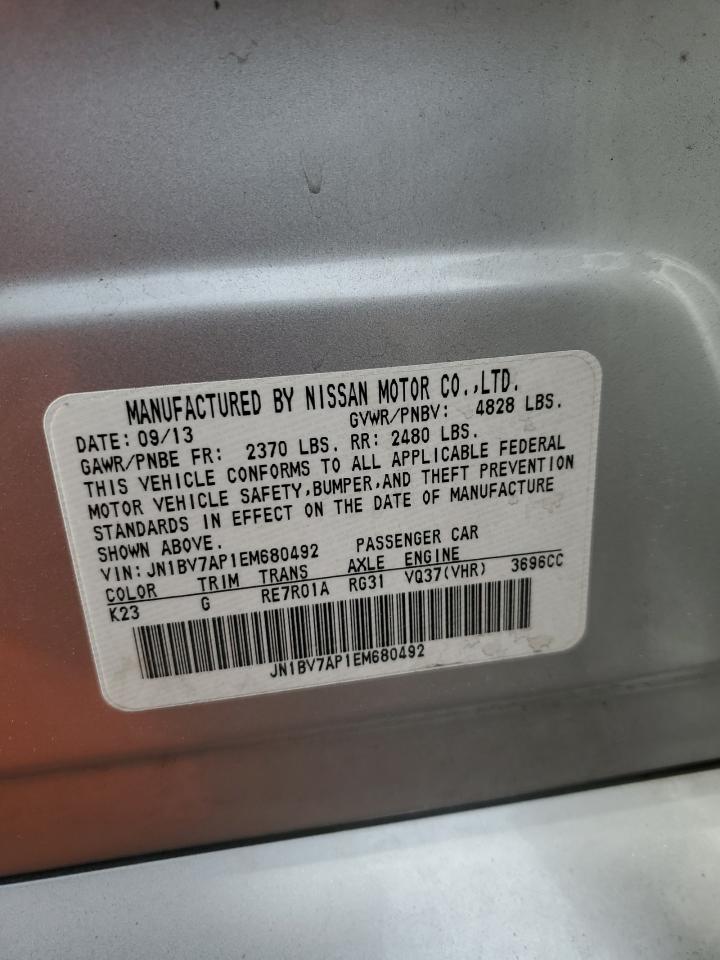 MANUFACTURED BY NISSAN MOTOR CO.,LTD.
DATE: 09/13 GVWR/PNBV: 4828 LBS.
GAWR/PNBE FR: 2370 LBS. RR: 2480 LBS.
THIS VEHICLE CONFORMS TO ALL APPLICABLE FEDERAL
MOTOR VEHICLE SAFETY,BUMPER,AND THEFT PREVENTION
STANDARDS IN EFFECT ON THE DATE OF MANUFACTURE
SHOWN ABOVE.
VIN: JN1BV7AP1EM680492 PASSENGER CAR
COLOR TRIM TRANS AXLE ENGINE
K23 G RE7R01A RG31 VQ37(VHR) 3696CC
JN1BV7AP1EM680492